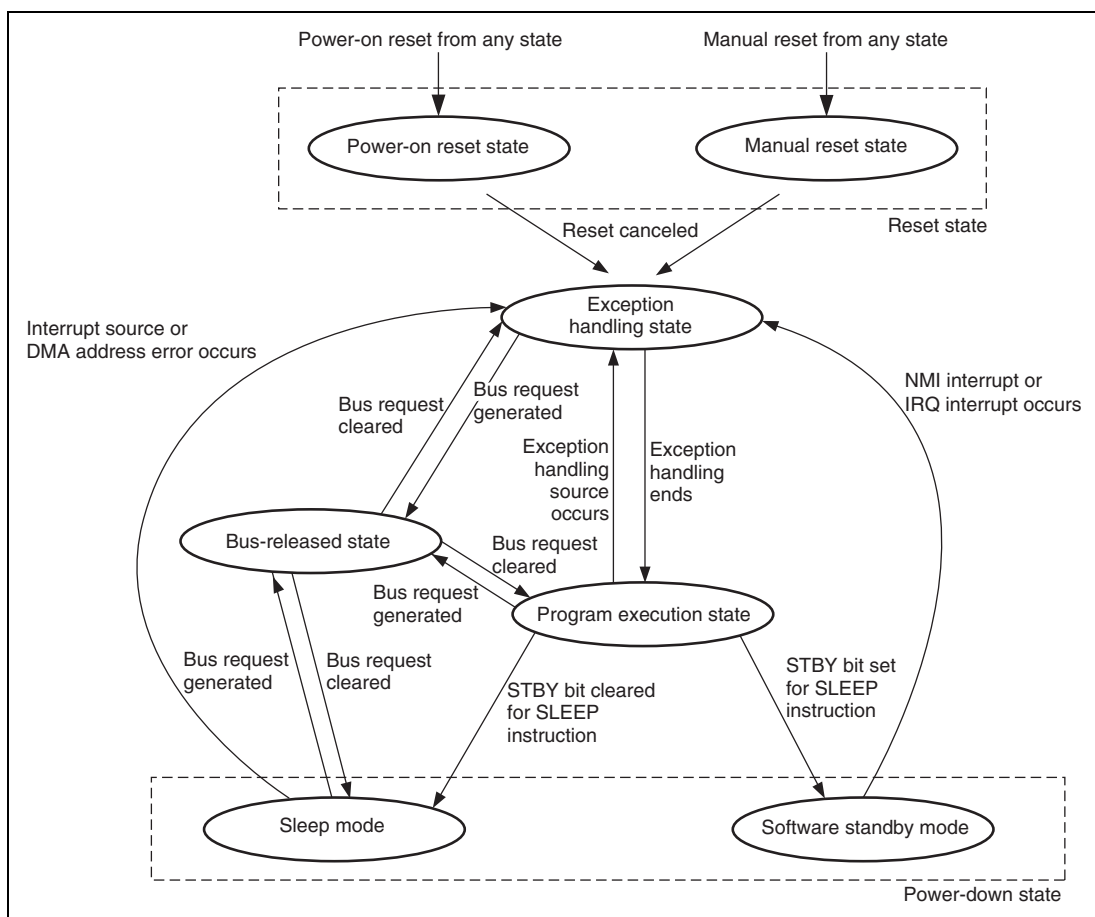 Power-on reset from any state
Manual reset from any state
Power-on reset state
Manual reset state
Reset state
Reset canceled
Exception
handling state
Interrupt source or
DMA address error occurs
NMI interrupt or
IRQ interrupt occurs
Bus request
cleared
Bus request
generated
Exception
handling
source
occurs
Exception
handling
ends
Bus-released state
Bus request
cleared
Bus request
generated
Program execution state
Bus request
generated
Bus request
cleared
STBY bit cleared
for SLEEP
instruction
STBY bit set
for SLEEP
instruction
Sleep mode
Software standby mode
Power-down state